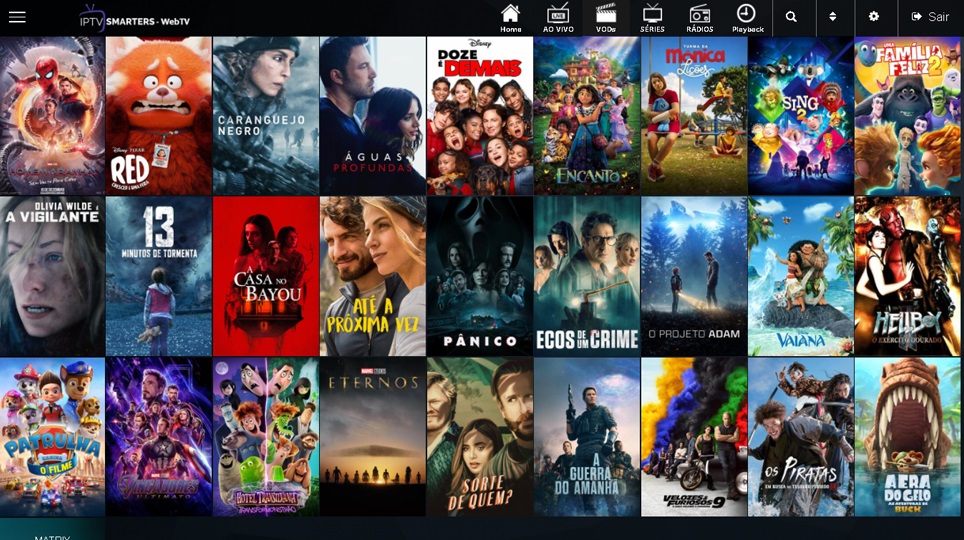 IPTV SMARTERS - WebTV
Home
LIVE
AO VIVO
VODs
SÉRIES
RÁDIOS
Playback
Sair
Disney PIXAR
RED
CARANGUEJO
NEGRO
ÁGUAS
PROFUNDAS
Disney
DOZE
É DEMAIS
ENCANTO
TURMA DA
Mônica
Lições
SING
2
FAMÍLIA
FELIZ 2
OLIVIA WILDE É
A VIGILANTE
13
MINUTOS DE TORMENTA
A
CASA NO
BAYOU
ATÉ A
PRÓXIMA VEZ
PÂNICO
ECOS DE
UM CRIME
O PROJETO ADAM
VAIANA
HELLBOY
O EXÉRCITO DOURADO
PATRULHA
O FILME
VINGADORES
ULTIMATO
HOTEL TRANSILVÂNIA
TRANSFORMONSTRÃO
MARVEL STUDIOS
ETERNOS
SORTE
DE QUEM?
A
GUERRA
DO AMANHÃ
VELOZES & FURIOSOS 9
OS PIRATAS
A ERA
DO GELO
AS AVENTURAS DE
BUCK
MATRIX